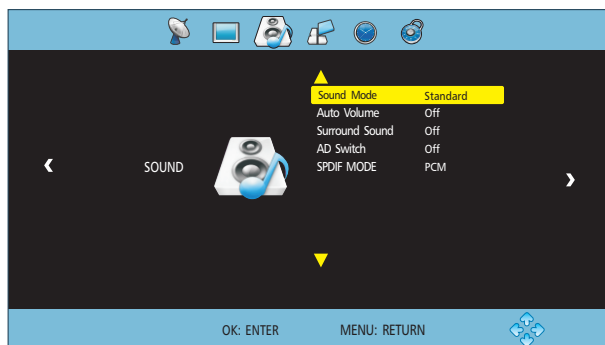 Sound Mode Standard
Auto Volume Off
Surround Sound Off
AD Switch Off
SPDIF MODE PCM
SOUND
OK: ENTER MENU: RETURN